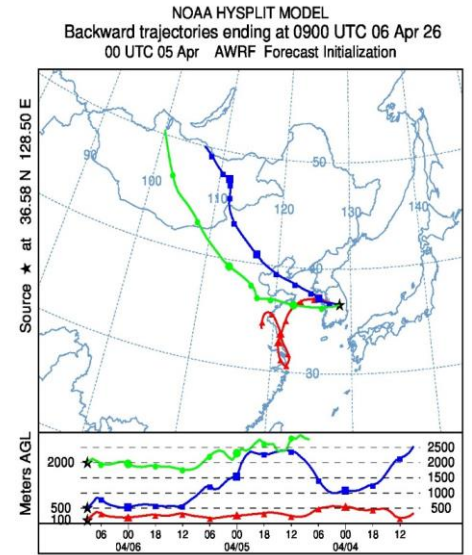 NOAA HYSPLIT MODEL
Backward trajectories ending at 0900 UTC 06 Apr 26
00 UTC 05 Apr AWRF Forecast Initialization
Source ★ at 36.58 N 128.50 E
90
100
110
120
130
140
50
40
30
Meters AGL
2000
500
100
2500
2000
1500
1000
500
06 00 18 12 06 00 18 12 06 00 18 12
04/06 04/05 04/04